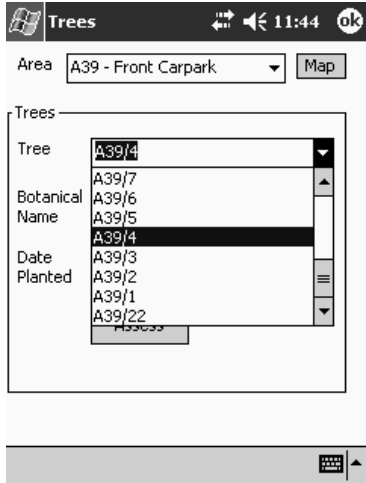 Trees 11:44 ok
Area A39 - Front Carpark Map
Trees
Tree A39/4
A39/7
Botanical A39/6
Name A39/5
A39/4
Date A39/3
Planted A39/2
A39/1
A39/22
Assess